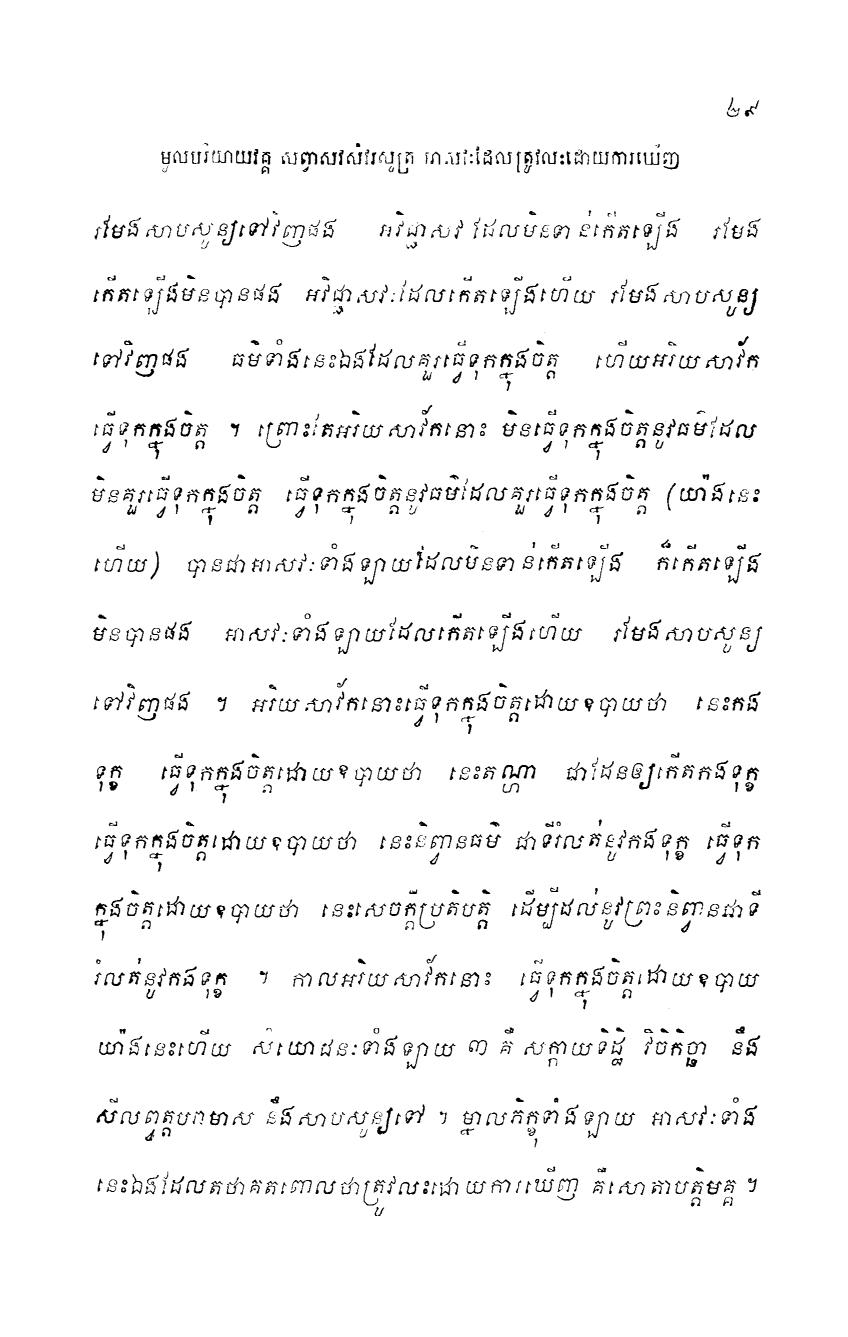 ២៩
មូលបរិយាយវគ្គ សព្វាសវសំវរសូត្រ អាសវៈដែលត្រូវលះដោយការឃើញ
រមែងសាបសូន្យទៅវិញផង អវិជ្ជាសវៈ ដែលមិនទាន់កើតឡើង រមែង
កើតឡើងមិនបានផង អវិជ្ជាសវៈដែលកើតឡើងហើយ រមែងសាបសូន្យ
ទៅវិញផង ធម៌ទាំងនេះឯងដែលគួរធ្វើទុកក្នុងចិត្ត ហើយអរិយសាវ័ក
ធ្វើទុកក្នុងចិត្ត ។ ព្រោះតែអរិយសាវ័កនោះ មិនធ្វើទុកក្នុងចិត្តនូវធម៌ដែល
មិនគួរធ្វើទុកក្នុងចិត្ត ធ្វើទុកក្នុងចិត្តនូវធម៌ដែលគួរធ្វើទុកក្នុងចិត្ត (យ៉ាងនេះ
ហើយ) បានជាអាសវៈទាំងឡាយដែលមិនទាន់កើតឡើង ក៏កើតឡើង
មិនបានផង អាសវៈទាំងឡាយដែលកើតឡើងហើយ រមែងសាបសូន្យ
ទៅវិញផង ។ អរិយសាវ័កនោះធ្វើទុកក្នុងចិត្តដោយឧបាយថា នេះកង
ទុក្ខ ធ្វើទុកក្នុងចិត្តដោយឧបាយថា នេះតណ្ហា ជាដែនឲ្យកើតកងទុក្ខ
ធ្វើទុកក្នុងចិត្តដោយឧបាយថា នេះនិព្វានធម៌ ជាទីរំលត់នូវកងទុក្ខ ធ្វើទុក
ក្នុងចិត្តដោយឧបាយថា នេះសេចក្តីប្រតិបត្តិ ដើម្បីដល់នូវព្រះនិព្វានជាទី
រំលត់នូវកងទុក្ខ ។ កាលអរិយសាវ័កនោះ ធ្វើទុកក្នុងចិត្តដោយឧបាយ
យ៉ាងនេះហើយ សំយោជនៈទាំងឡាយ ៣ គឺ សក្កាយទិដ្ឋិ វិចិកិច្ឆា នឹង
សីលព្វត្តបរាមាស នឹងសាបសូន្យទៅ ។ ម្នាលភិក្ខុទាំងឡាយ អាសវៈទាំង
នេះឯងដែលតថាគតពោលថាត្រូវលះដោយការឃើញ គឺសោតាបត្តិមគ្គ ។